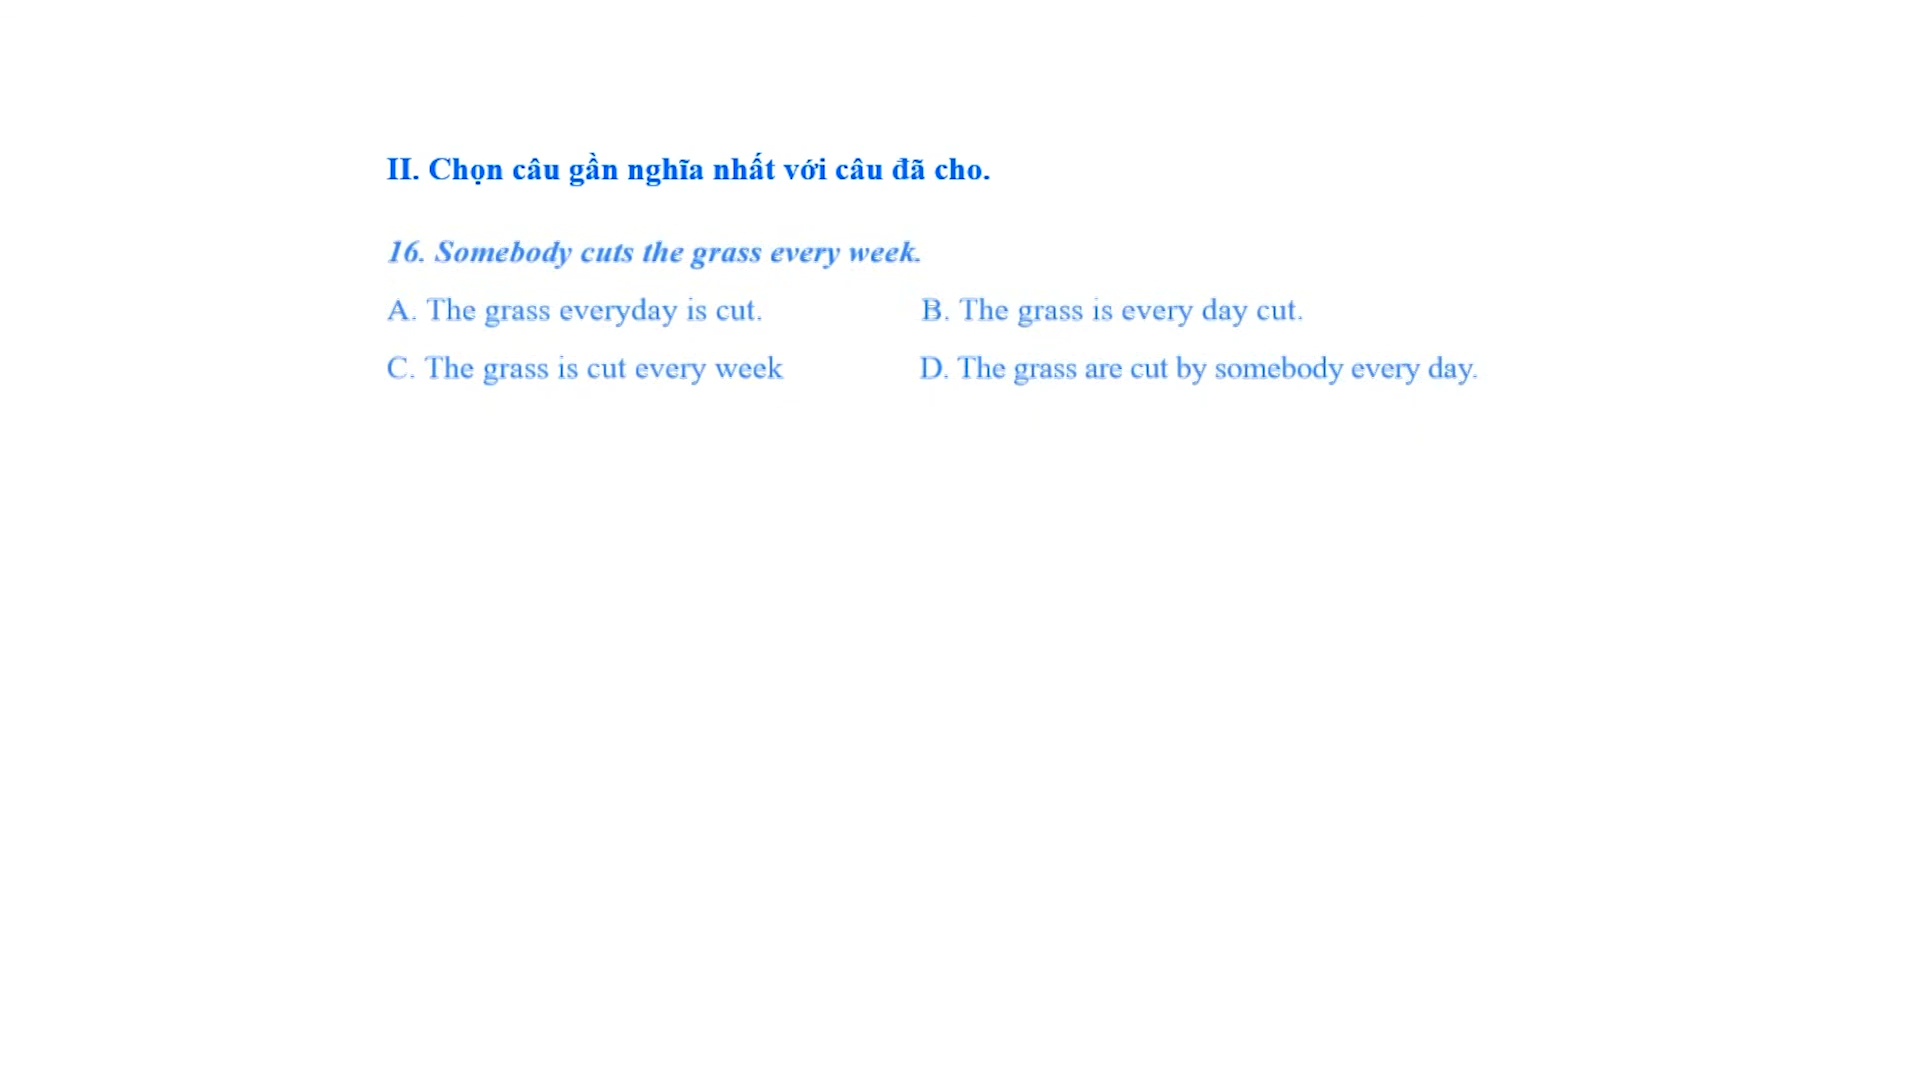 II. Chọn câu gần nghĩa nhất với câu đã cho.
16. Somebody cuts the grass every week.
A. The grass everyday is cut. B. The grass is every day cut.
C. The grass is cut every week D. The grass are cut by somebody every day.